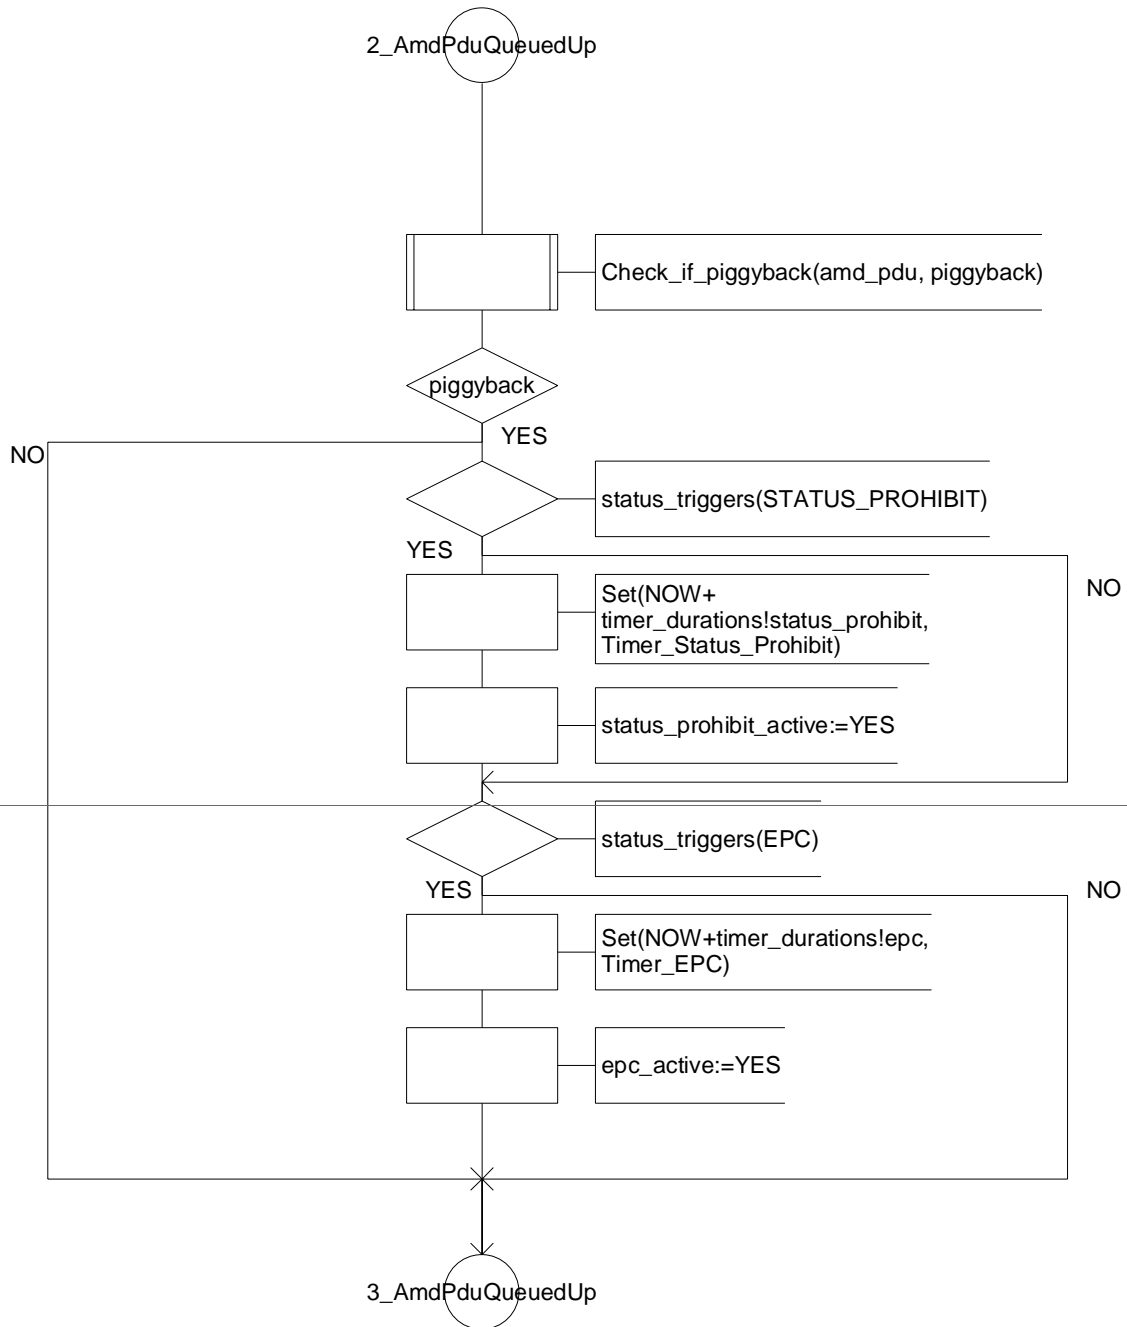 2_AmdPduQueuedUp
Check_if_piggyback(amd_pdu, piggyback)
piggyback
YES
NO
status_triggers(STATUS_PROHIBIT)
YES
NO
Set(NOW+
timer_durations!status_prohibit,
Timer_Status_Prohibit)
status_prohibit_active:=YES
status_triggers(EPC)
YES
NO
Set(NOW+timer_durations!epc,
Timer_EPC)
epc_active:=YES
3_AmdPduQueuedUp